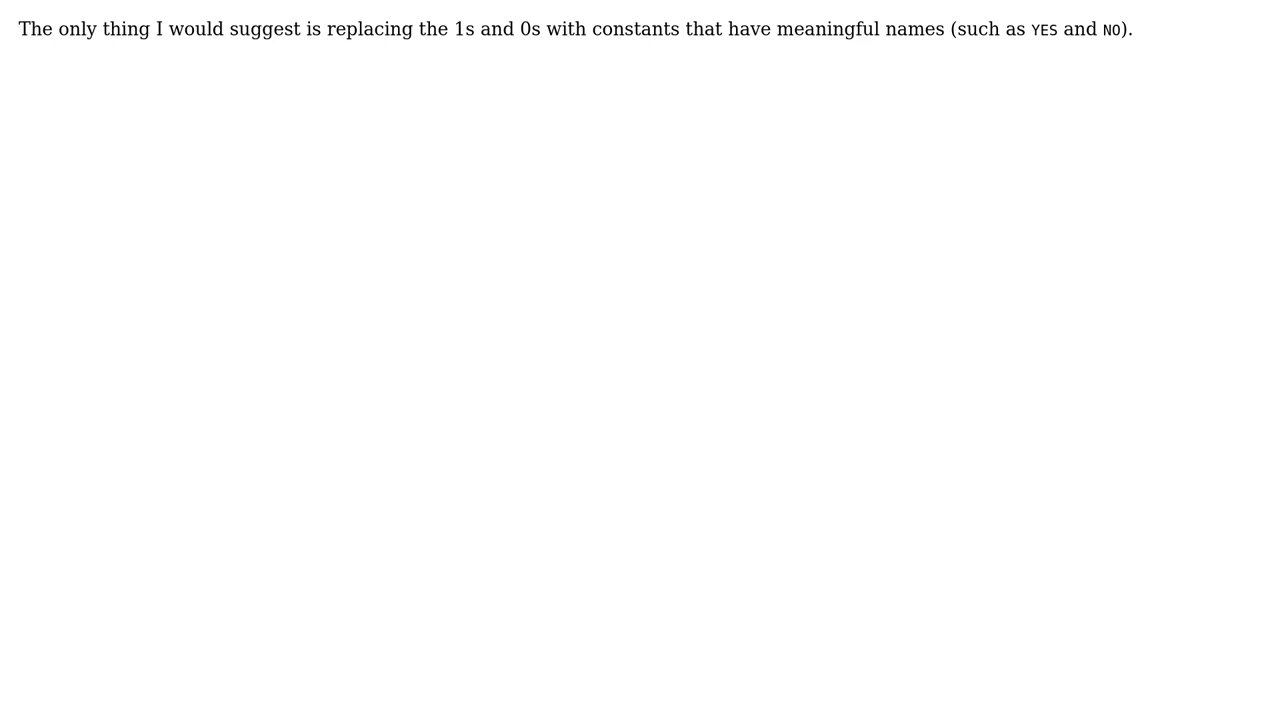 The only thing I would suggest is replacing the 1s and 0s with constants that have meaningful names (such as YES and NO).